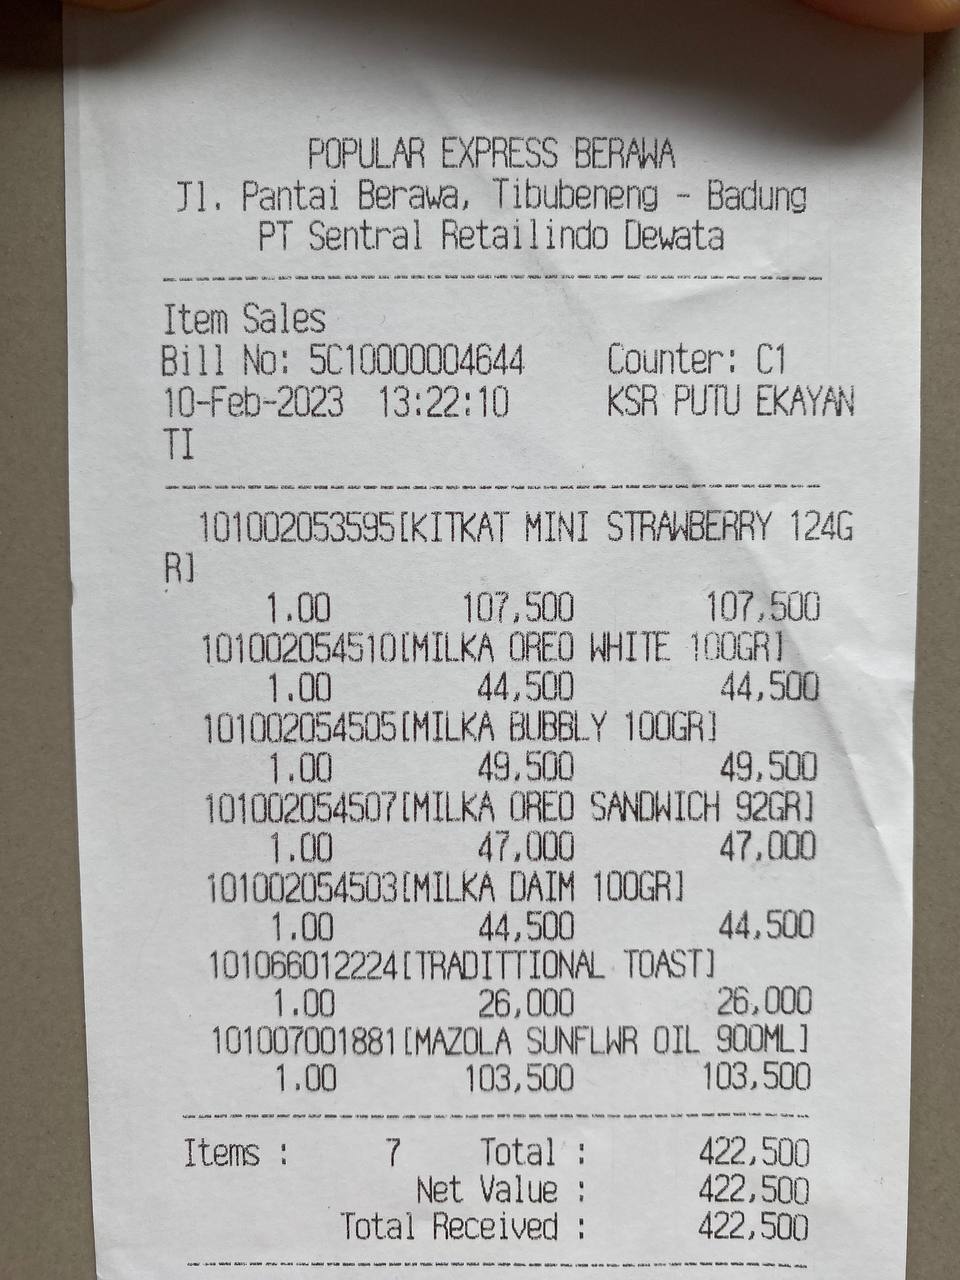 POPULAR EXPRESS BERAWA
Jl. Pantai Berawa, Tibubeneng - Badung
PT Sentral Retailindo Dewata
Item Sales
Bill No: 5C10000004644 Counter: C1
10-Feb-2023 13:22:10 KSR PUTU EKAYAN
TI
101002053595[KITKAT MINI STRAWBERRY 124G
R]
1.00 107,500 107,500
101002054510[MILKA OREO WHITE 100GR]
1.00 44,500 44,500
101002054505[MILKA BUBBLY 100GR]
1.00 49,500 49,500
101002054507[MILKA OREO SANDWICH 92GR]
1.00 47,000 47,000
101002054503[MILKA DAIM 100GR]
1.00 44,500 44,500
101066012224[TRADITTIONAL TOAST]
1.00 26,000 26,000
101007001881[MAZOLA SUNFLWR OIL 900ML]
1.00 103,500 103,500
Items : 7 Total : 422,500
Net Value : 422,500
Total Received : 422,500